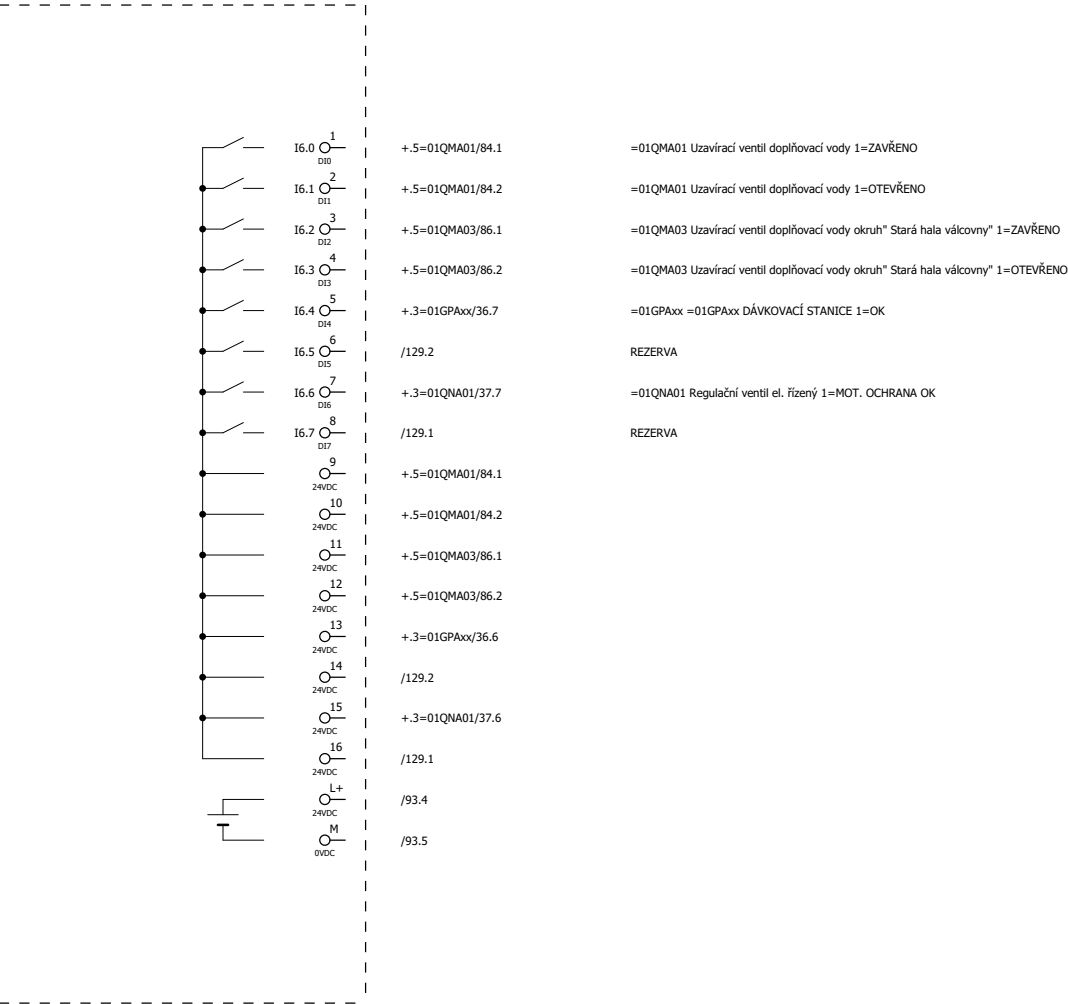 1
I6.0 +.5=01QMA01/84.1 =01QMA01 Uzavírací ventil doplňovací vody 1=ZAVŘENO
DI0
2
I6.1 +.5=01QMA01/84.2 =01QMA01 Uzavírací ventil doplňovací vody 1=OTEVŘENO
DI1
3
I6.2 +.5=01QMA03/86.1 =01QMA03 Uzavírací ventil doplňovací vody okruh" Stará hala válcovny" 1=ZAVŘENO
DI2
4
I6.3 +.5=01QMA03/86.2 =01QMA03 Uzavírací ventil doplňovací vody okruh" Stará hala válcovny" 1=OTEVŘENO
DI3
5
I6.4 +.3=01GPAxx/36.7 =01GPAxx =01GPAxx DÁVKOVACÍ STANICE 1=OK
DI4
6
I6.5 /129.2 REZERVA
DI5
7
I6.6 +.3=01QNA01/37.7 =01QNA01 Regulační ventil el. řízený 1=MOT. OCHRANA OK
DI6
8
I6.7 /129.1 REZERVA
DI7
9
+.5=01QMA01/84.1
24VDC
10
+.5=01QMA01/84.2
24VDC
11
+.5=01QMA03/86.1
24VDC
12
+.5=01QMA03/86.2
24VDC
13
+.3=01GPAxx/36.6
24VDC
14
/129.2
24VDC
15
+.3=01QNA01/37.6
24VDC
16
/129.1
24VDC
L+
/93.4
24VDC
M
/93.5
0VDC